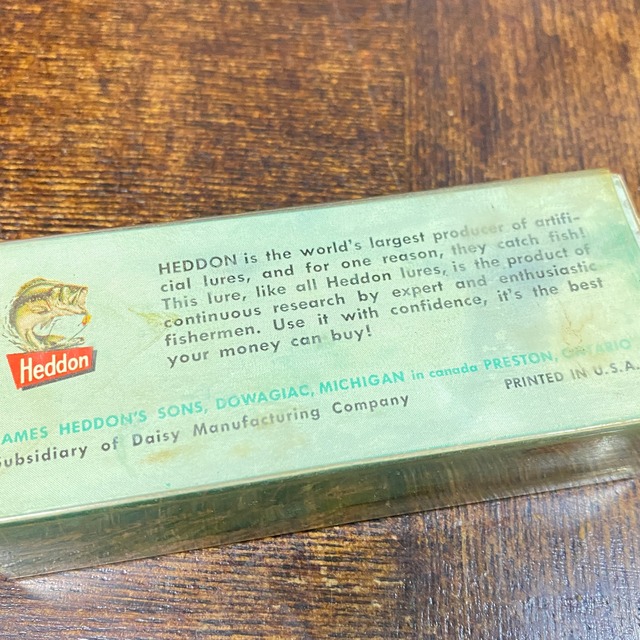 HEDDON is the world's largest producer of artifi-
cial lures, and for one reason, they catch fish!
This lure, like all Heddon lures, is the product of
continuous research by expert and enthusiastic
fishermen. Use it with confidence, it's the best
your money can buy!
Heddon
AMES HEDDON'S SONS, DOWAGIAC, MICHIGAN in canada PRESTON, ONTARIO
Subsidiary of Daisy Manufacturing Company
PRINTED IN U.S.A.